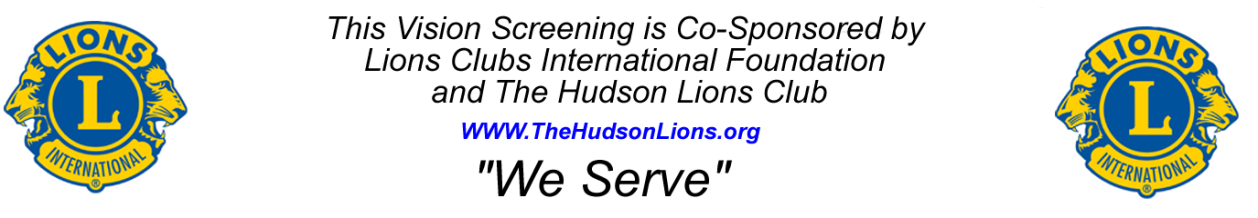 LIONS
L
INTERNATIONAL
®
This Vision Screening is Co-Sponsored by
Lions Clubs International Foundation
and The Hudson Lions Club
WWW.TheHudsonLions.org
"We Serve"
LIONS
L
INTERNATIONAL
®